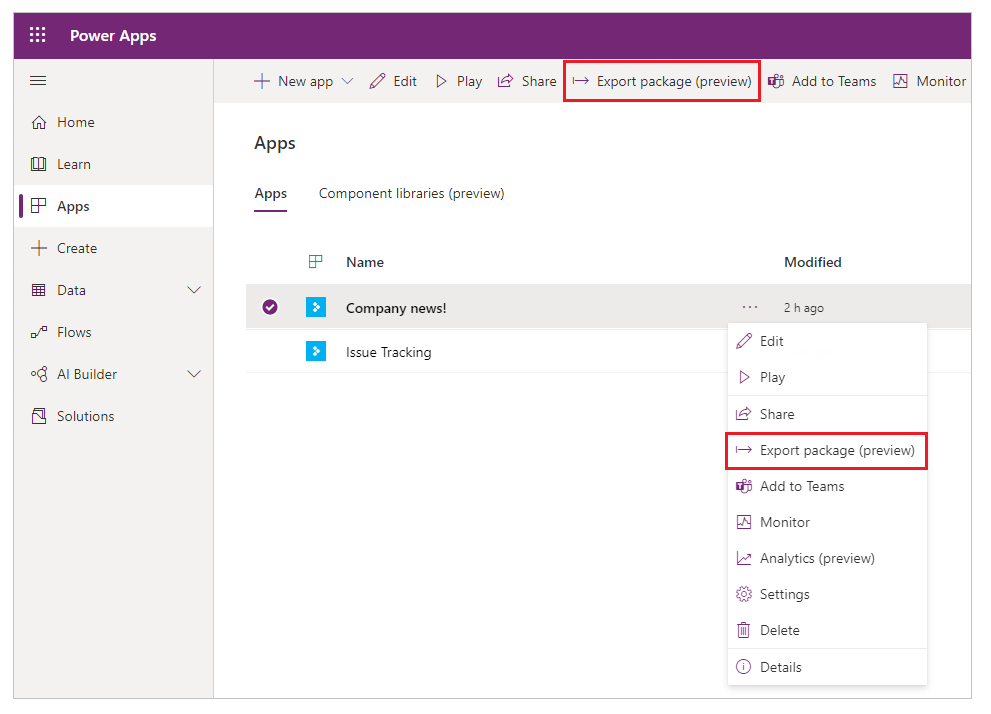 Power Apps
New app Edit Play Share Export package (preview) Add to Teams Monitor
Home
Learn
Apps
Create
Data
Flows
AI Builder
Solutions
Apps
Apps Component libraries (preview)
Name Modified
Company news! ... 2 h ago
Issue Tracking
Edit
Play
Share
Export package (preview)
Add to Teams
Monitor
Analytics (preview)
Settings
Delete
Details